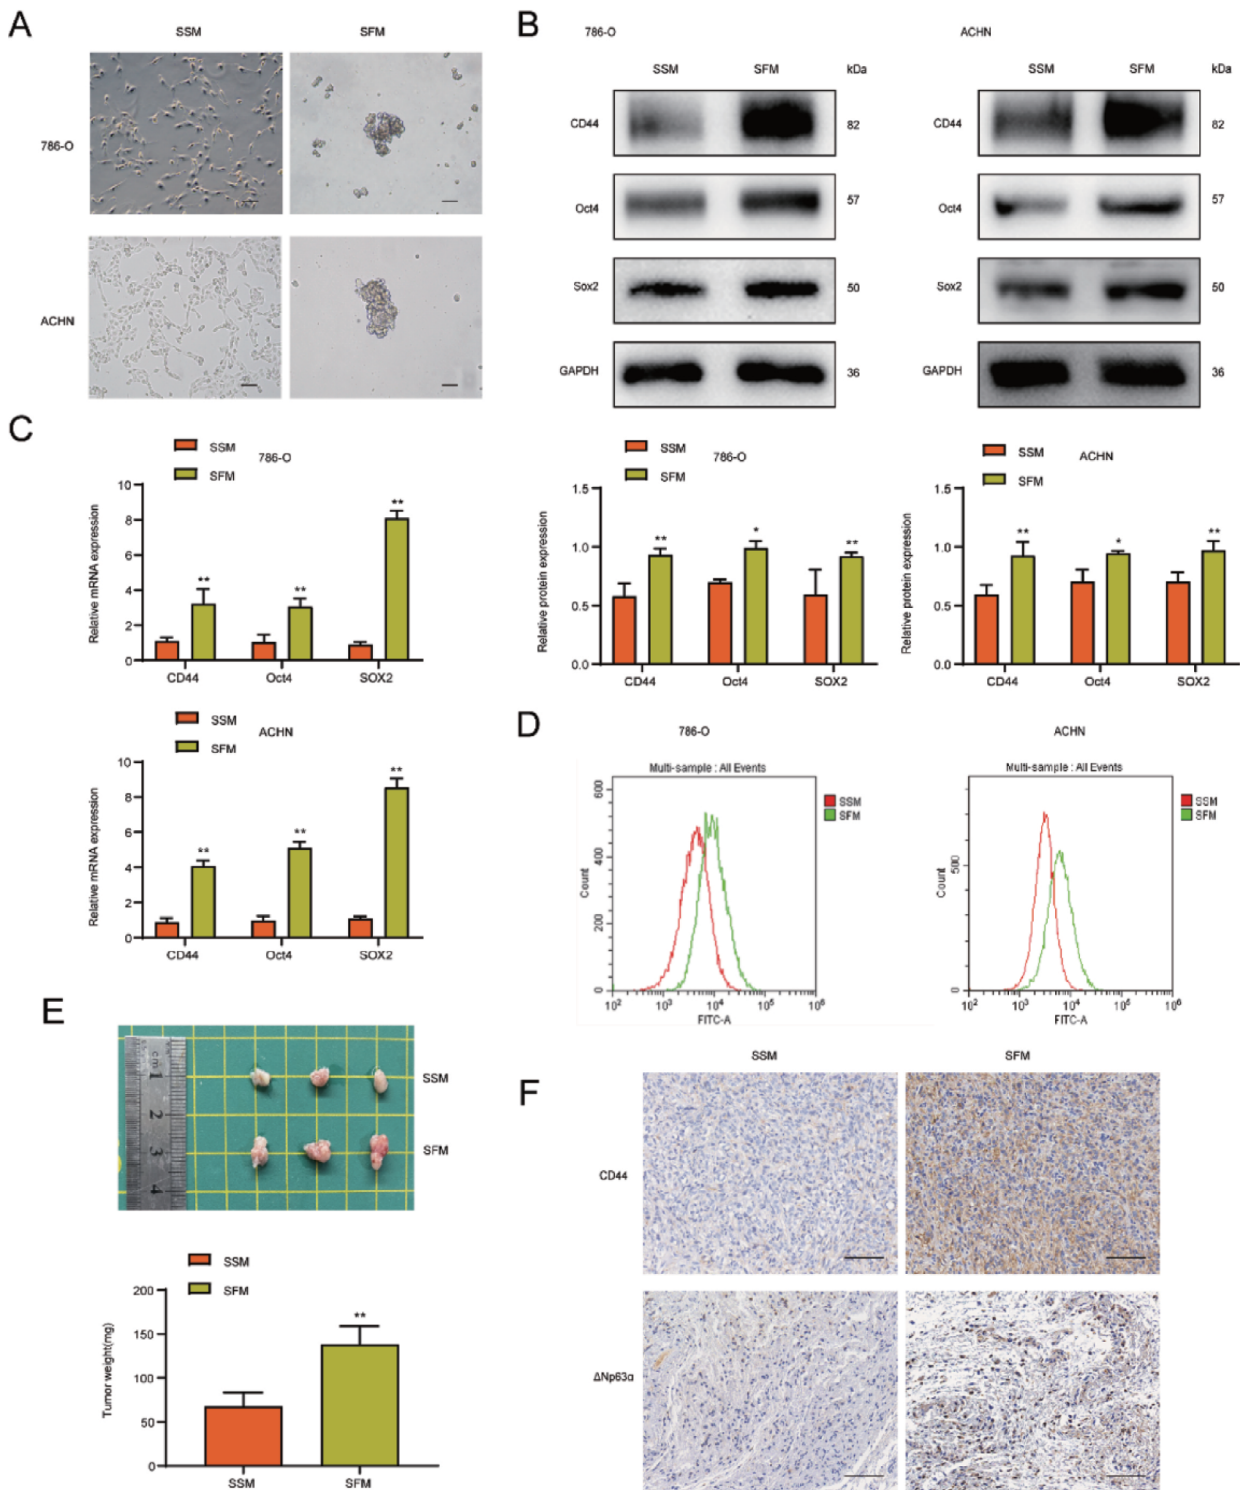 A
SSM SFM
786-O
ACHN
B
786-O ACHN
SSM SFM kDa SSM SFM kDa
CD44 82 CD44 82
Oct4 57 Oct4 57
Sox2 50 Sox2 50
GAPDH 36 GAPDH 36
C
SSM
SFM
786-O
Relative mRNA expression
10
8
6
4
2
0
**
**
**
CD44 Oct4 SOX2
SSM
SFM
ACHN
Relative mRNA expression
10
8
6
4
2
0
**
**
**
CD44 Oct4 SOX2
SSM
SFM
786-O
Relative protein expression
1.5
1.0
0.5
0.0
**
*
**
CD44 Oct4 SOX2
SSM
SFM
ACHN
Relative protein expression
1.5
1.0
0.5
0.0
**
*
**
CD44 Oct4 SOX2
D
786-O
Multi-sample : All Events
SSM
SFM
Count
600
400
200
0
10² 10³ 10⁴ 10⁵ 10⁶
FITC-A
ACHN
Multi-sample : All Events
SSM
SFM
Count
500
0
10² 10³ 10⁴ 10⁵ 10⁶
FITC-A
E
cm
1
2
3
4
SSM
SFM
SSM
SFM
Tumor weight(mg)
200
150
100
50
0
**
SSM SFM
F
SSM SFM
CD44
ΔNp63α